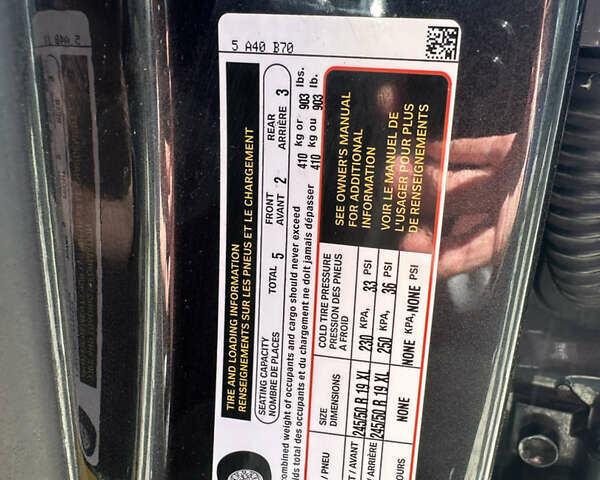 5 A40 B70
TIRE AND LOADING INFORMATION
RENSEIGNEMENTS SUR LES PNEUS ET LE CHARGEMENT
SEATING CAPACITY TOTAL 5 FRONT 2 REAR 3
NOMBRE DE PLACES AVANT ARRIÈRE
combined weight of occupants and cargo should never exceed 410 kg or 903 lbs.
ids total des occupants et du chargement ne doit jamais dépasser 410 kg ou 903 lb.
/ PNEU SIZE COLD TIRE PRESSURE
DIMENSIONS PRESSION DES PNEUS
A FROID
T / AVANT 245/50 R 19 XL 230 KPA, 33 PSI
/ ARRIÈRE 245/50 R 19 XL 250 KPA, 36 PSI
OURS NONE NONE KPA, NONE PSI
SEE OWNER'S MANUAL
FOR ADDITIONAL
INFORMATION
VOIR LE MANUEL DE
L'USAGER POUR PLUS
DE RENSEIGNEMENTS
5 A40